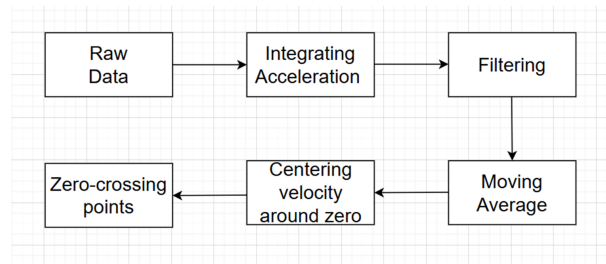 Raw
Data
Integrating
Acceleration
Filtering
Moving
Average
Centering
velocity
around zero
Zero-crossing
points